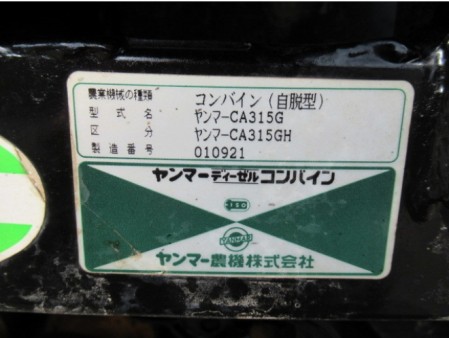 農業機械の種類 コンバイン(自脱型)
型式名 ヤンマーCA315G
区分 ヤンマーCA315GH
製造番号 010921
ヤンマーディーゼルコンバイン
YANMAR
ヤンマー農機株式会社